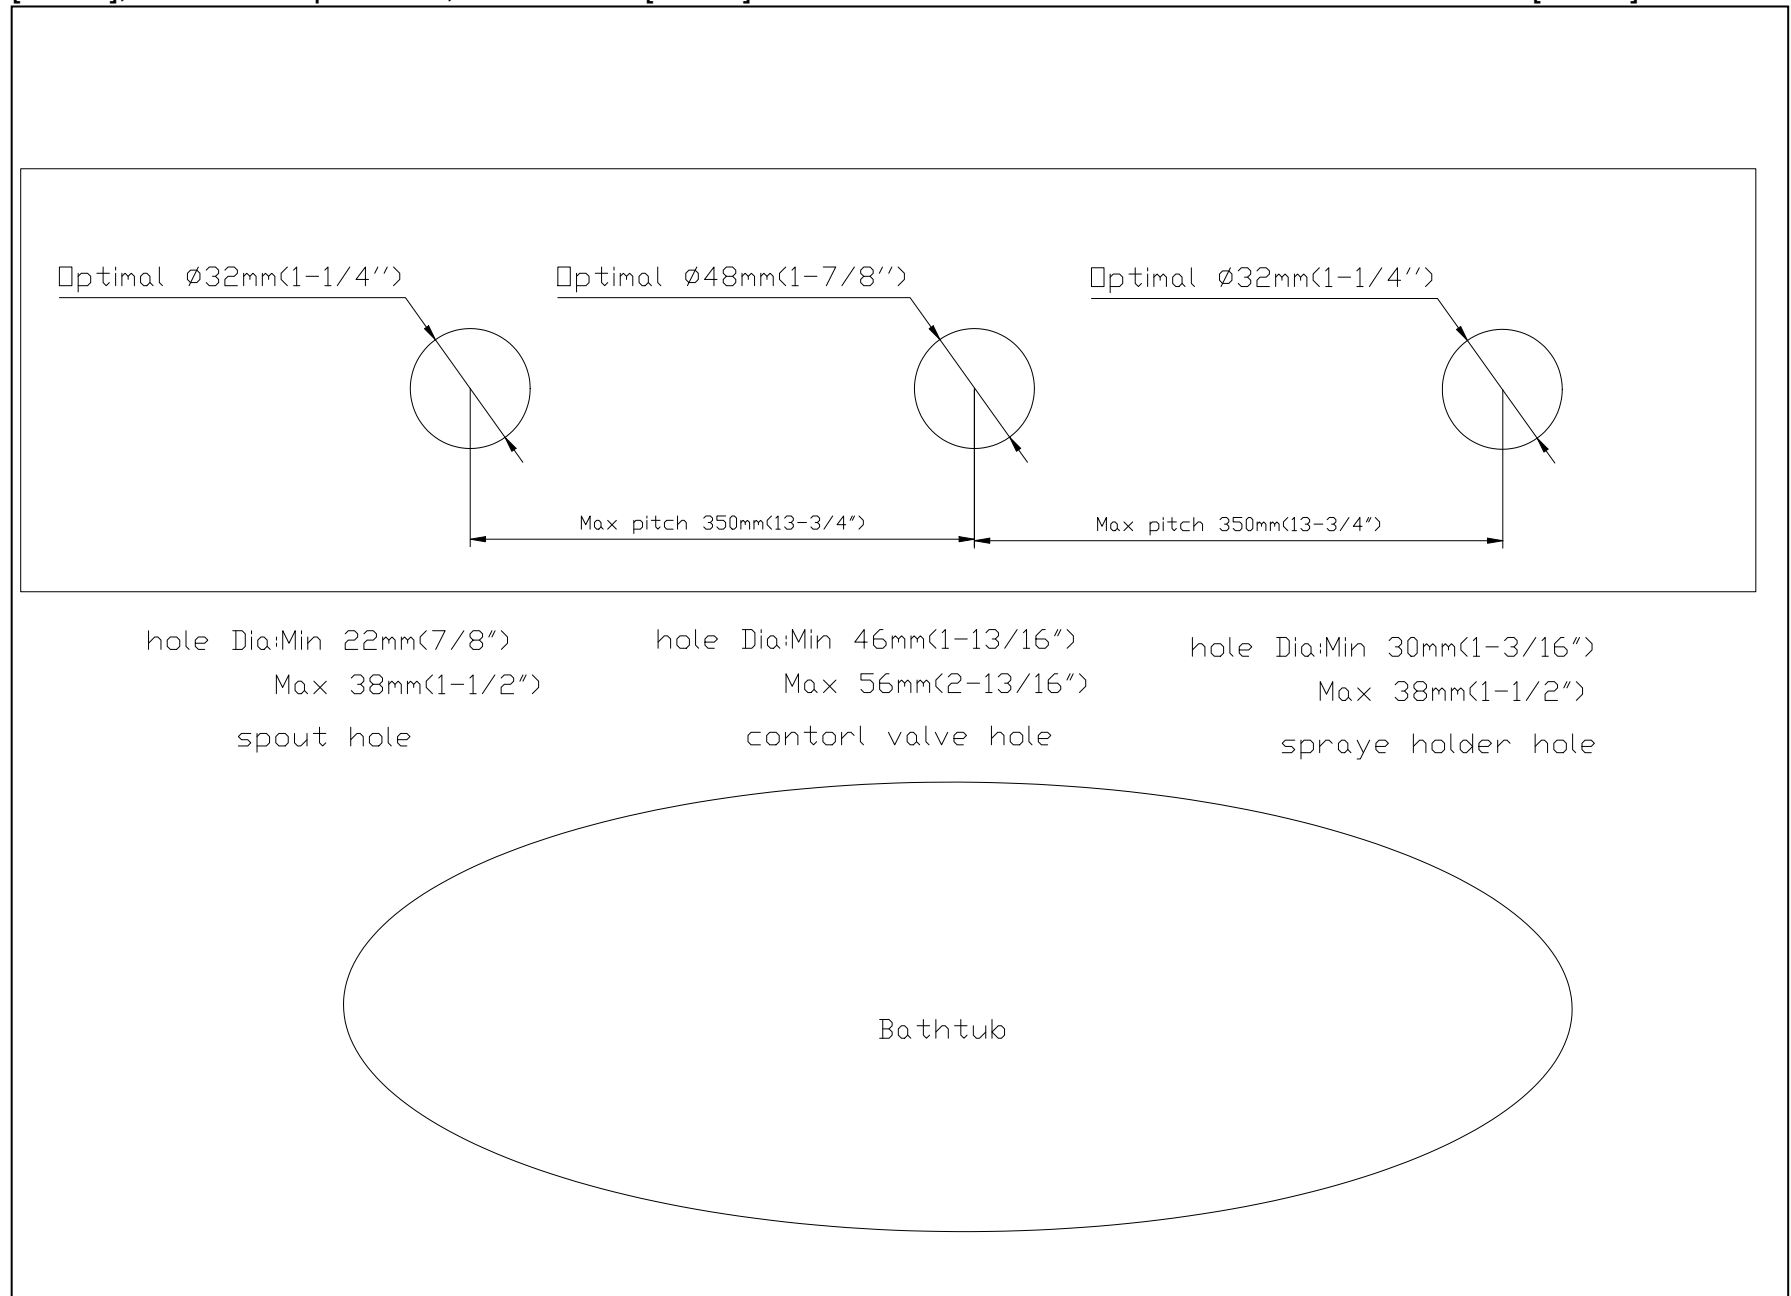 Optimal Ø32mm(1-1/4'')
Optimal Ø48mm(1-7/8'')
Optimal Ø32mm(1-1/4'')
Max pitch 350mm(13-3/4")
Max pitch 350mm(13-3/4")
hole Dia:Min 22mm(7/8")
Max 38mm(1-1/2")
spout hole
hole Dia:Min 46mm(1-13/16")
Max 56mm(2-13/16")
contorl valve hole
hole Dia:Min 30mm(1-3/16")
Max 38mm(1-1/2")
spraye holder hole
Bathtub